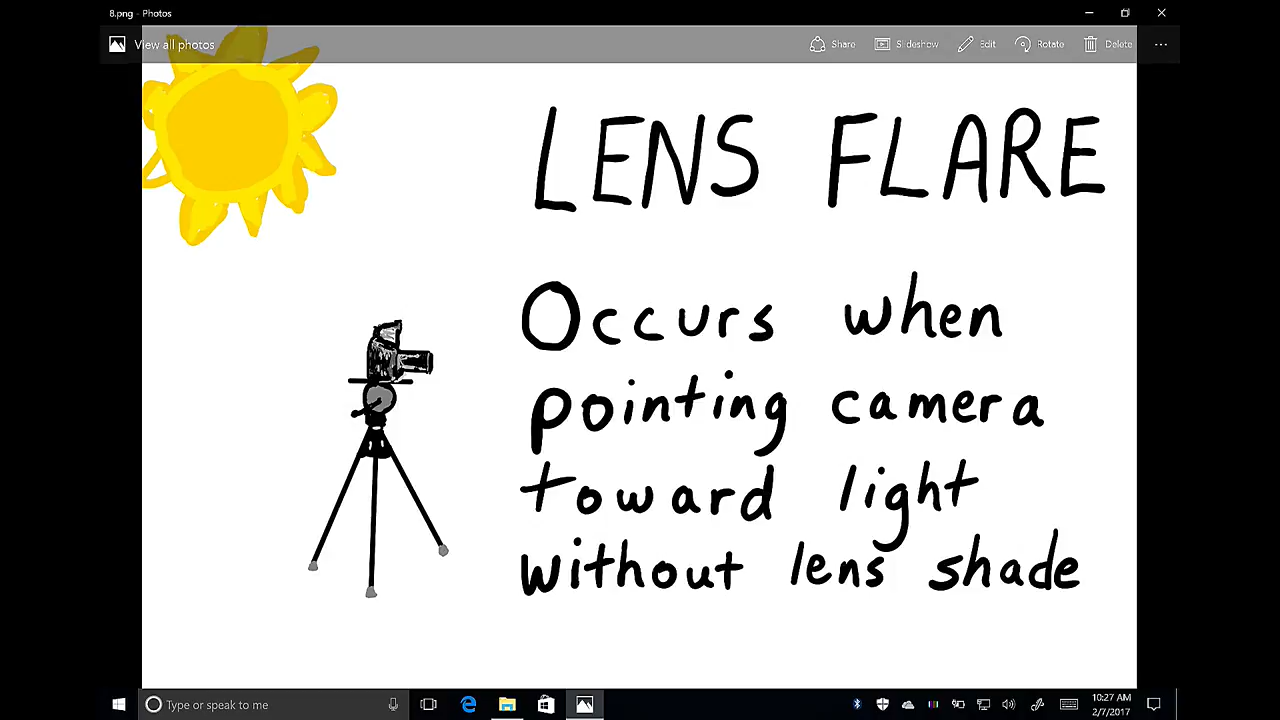 8.png - Photos
View all photos
Share
Slideshow
Edit
Rotate
Delete
LENS FLARE
Occurs when
pointing camera
toward light
without lens shade
Type or speak to me
10:27 AM
2/7/2017